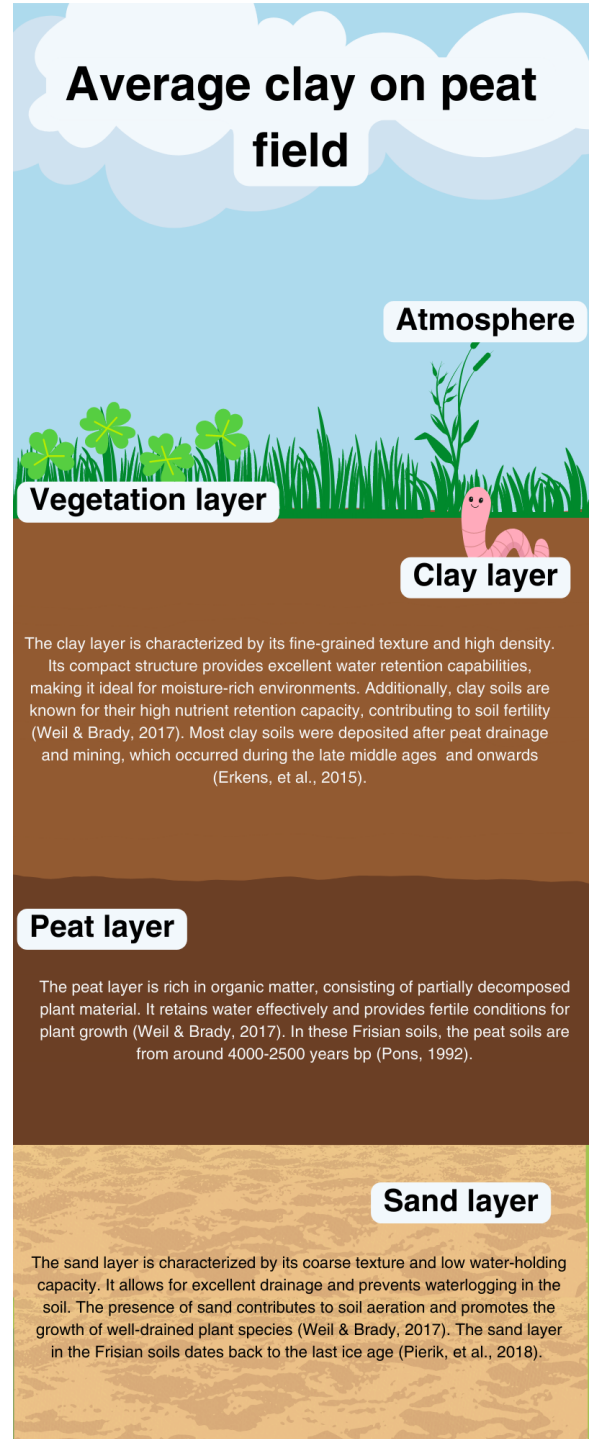 Average clay on peat
field
Atmosphere
Vegetation layer
Clay layer
The clay layer is characterized by its fine-grained texture and high density.
Its compact structure provides excellent water retention capabilities,
making it ideal for moisture-rich environments. Additionally, clay soils are
known for their high nutrient retention capacity, contributing to soil fertility
(Weil & Brady, 2017). Most clay soils were deposited after peat drainage
and mining, which occurred during the late middle ages  and onwards
(Erkens, et al., 2015).
Peat layer
The peat layer is rich in organic matter, consisting of partially decomposed
plant material. It retains water effectively and provides fertile conditions for
plant growth (Weil & Brady, 2017). In these Frisian soils, the peat soils are
from around 4000-2500 years bp (Pons, 1992).
Sand layer
The sand layer is characterized by its coarse texture and low water-holding
capacity. It allows for excellent drainage and prevents waterlogging in the
soil. The presence of sand contributes to soil aeration and promotes the
growth of well-drained plant species (Weil & Brady, 2017). The sand layer
in the Frisian soils dates back to the last ice age (Pierik, et al., 2018).